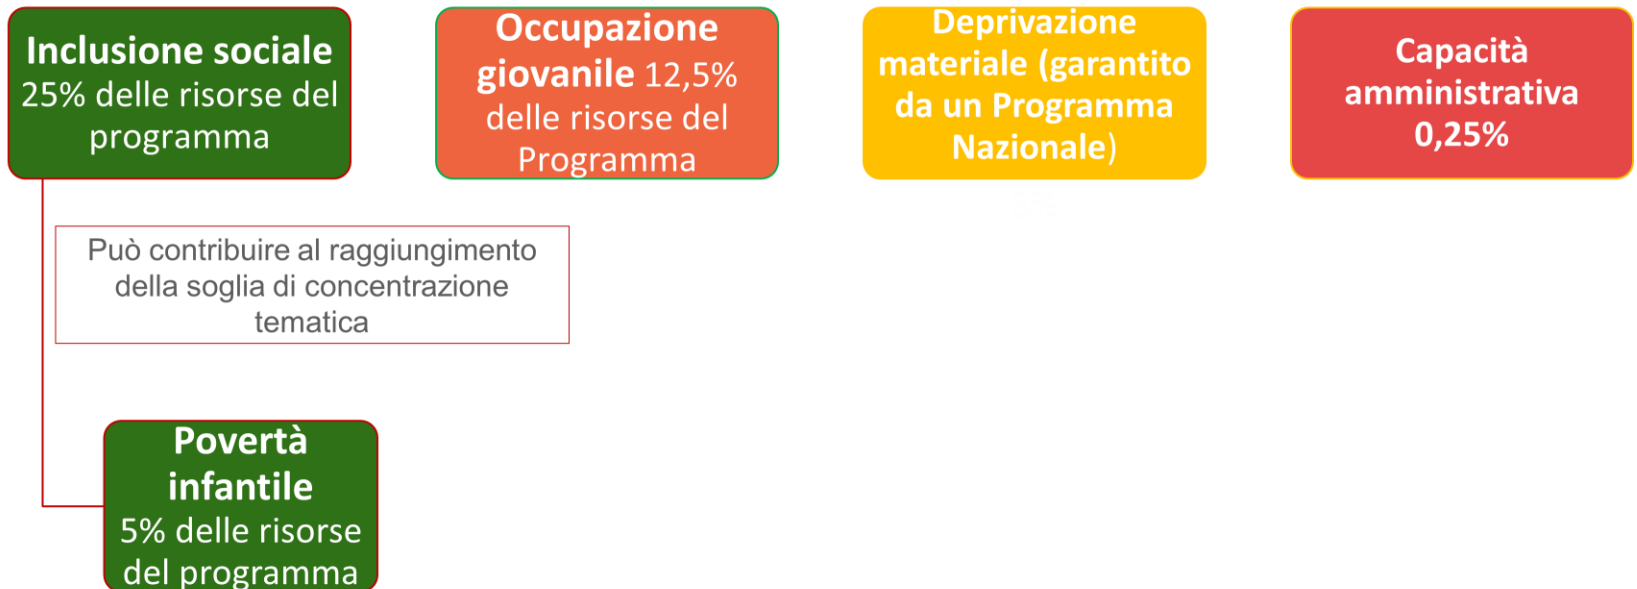 Inclusione sociale
25% delle risorse del
programma
Occupazione
giovanile 12,5%
delle risorse del
Programma
Deprivazione
materiale (garantito
da un Programma
Nazionale)
Capacità
amministrativa
0,25%
Può contribuire al raggiungimento
della soglia di concentrazione
tematica
Povertà
infantile
5% delle risorse
del programma